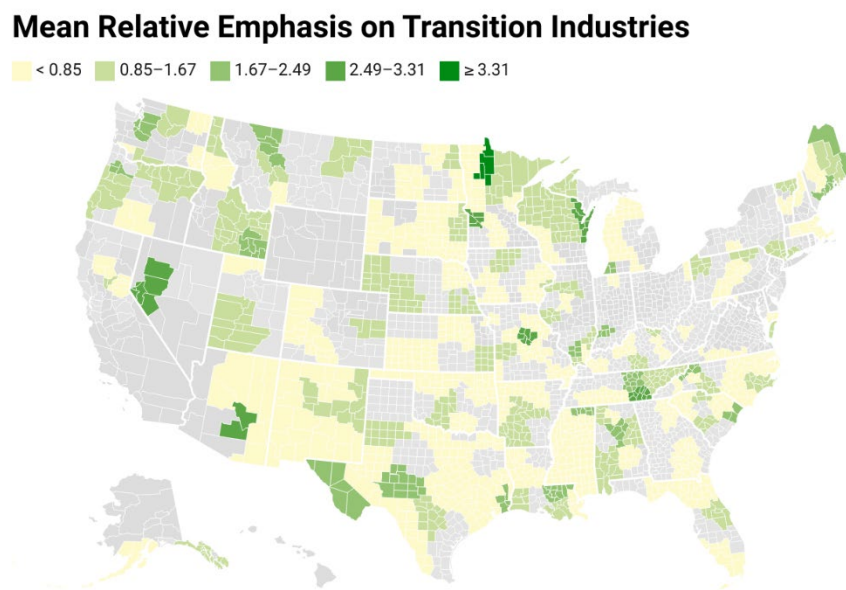 Mean Relative Emphasis on Transition Industries
< 0.85 0.85–1.67 1.67–2.49 2.49–3.31 ≥ 3.31